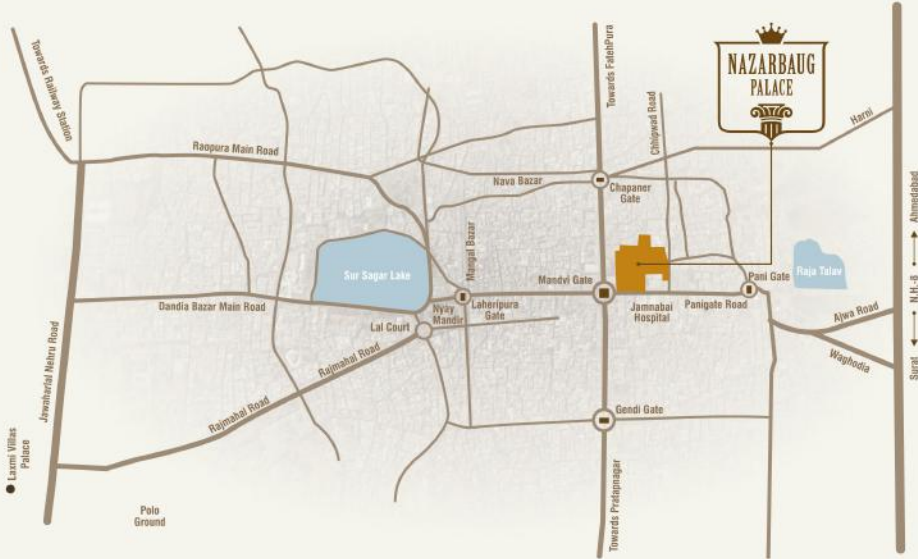 Towards Railway Station
Towards FatehPura
NAZARBAUG
PALACE
Chhipwad Road
Harni
Raopura Main Road
Nava Bazar
Chapaner
Gate
Ahmedabad
N.H.-8
Surat
Sur Sagar Lake
Mangal Bazar
Mandvi Gate
Pani Gate
Raja Talav
Dandia Bazar Main Road
Nyay
Mandir
Laheripura
Gate
Jamnabai
Hospital
Panigate Road
Ajwa Road
Lal Court
Waghodia
Jawaharlal Nehru Road
Rajmahal Road
Rajmahal Road
Gendi Gate
Laxmi Villas
Palace
Polo
Ground
Towards Pratapnagar